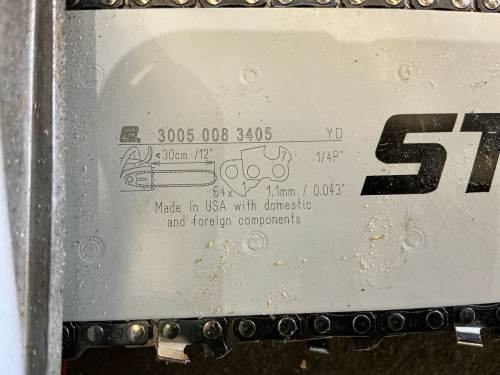 3005 008 3405 YD
<30cm /12" 1/4P"
64x 1.1mm / 0.043"
Made in USA with domestic
and foreign components
ST